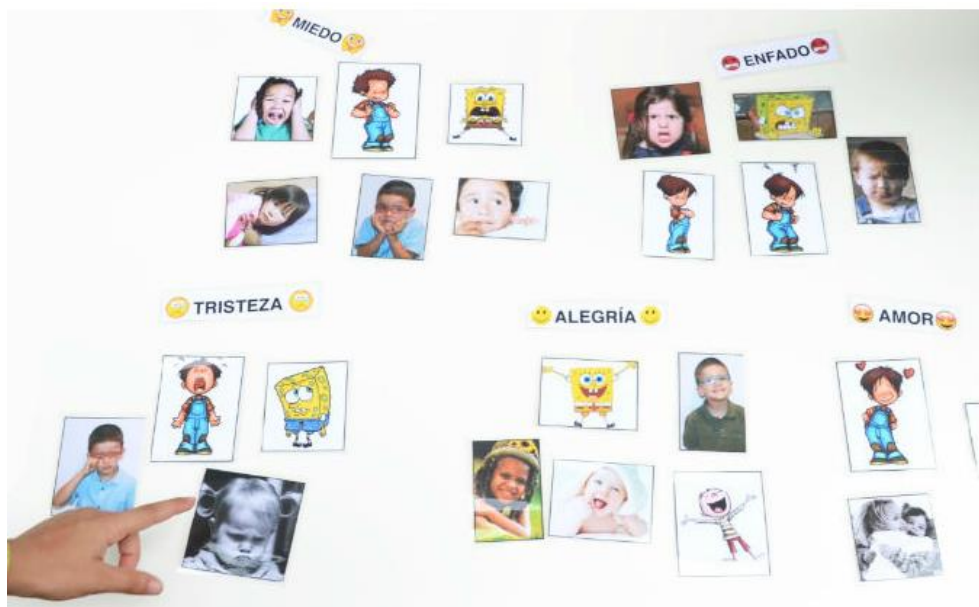 MIEDO
ENFADO
TRISTEZA
ALEGRÍA
AMOR